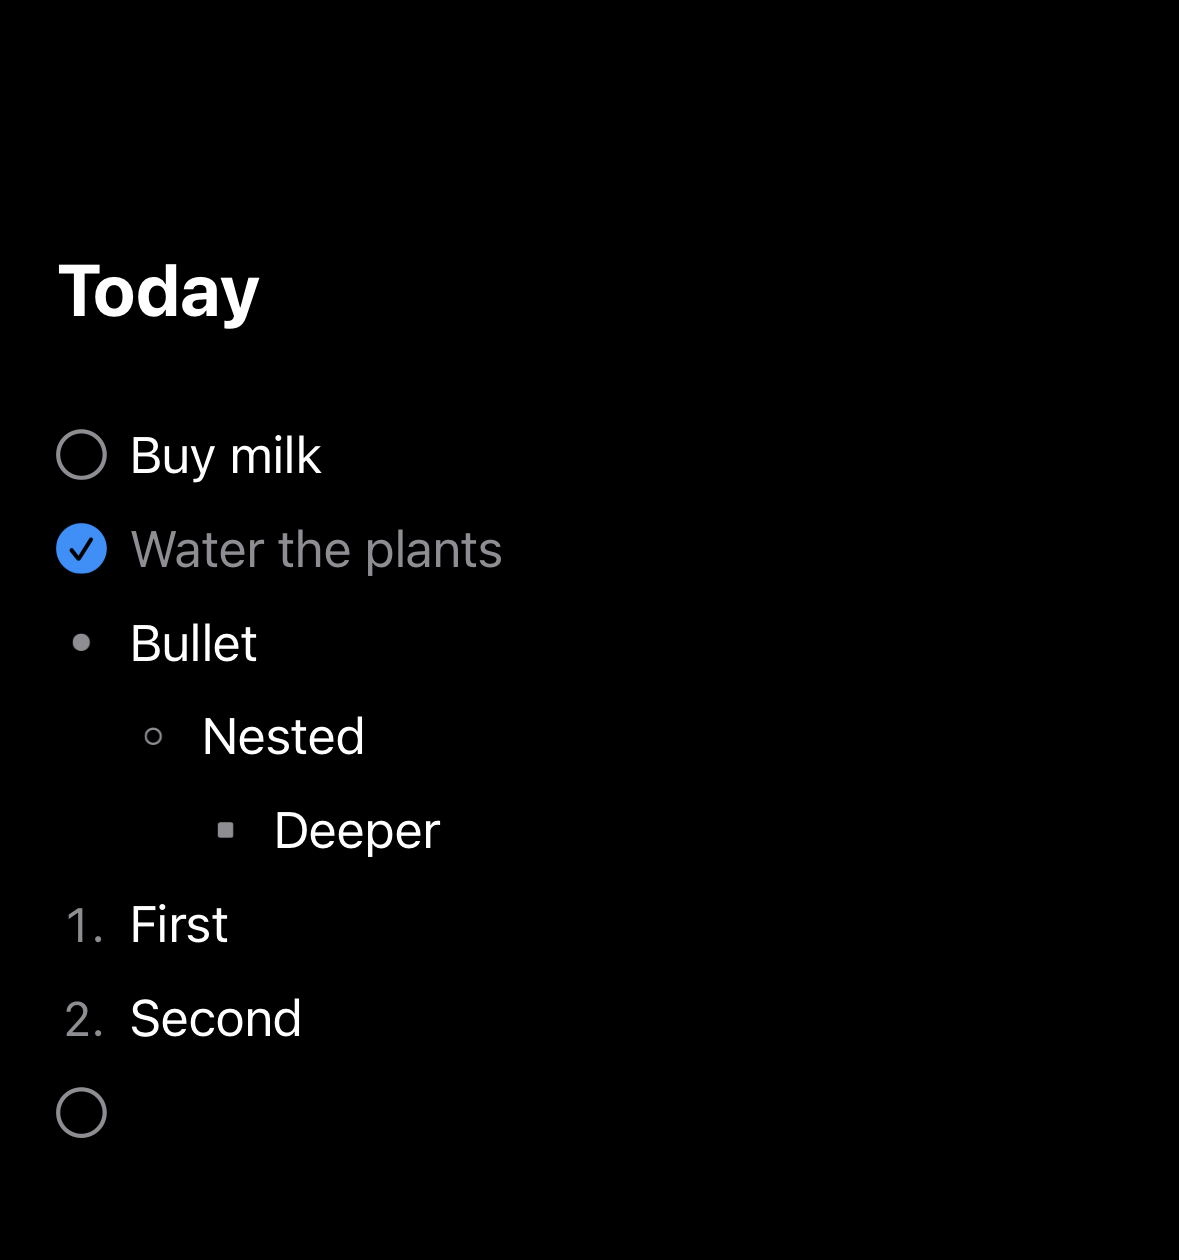 Today
Buy milk
Water the plants
Bullet
Nested
Deeper
1. First
2. Second